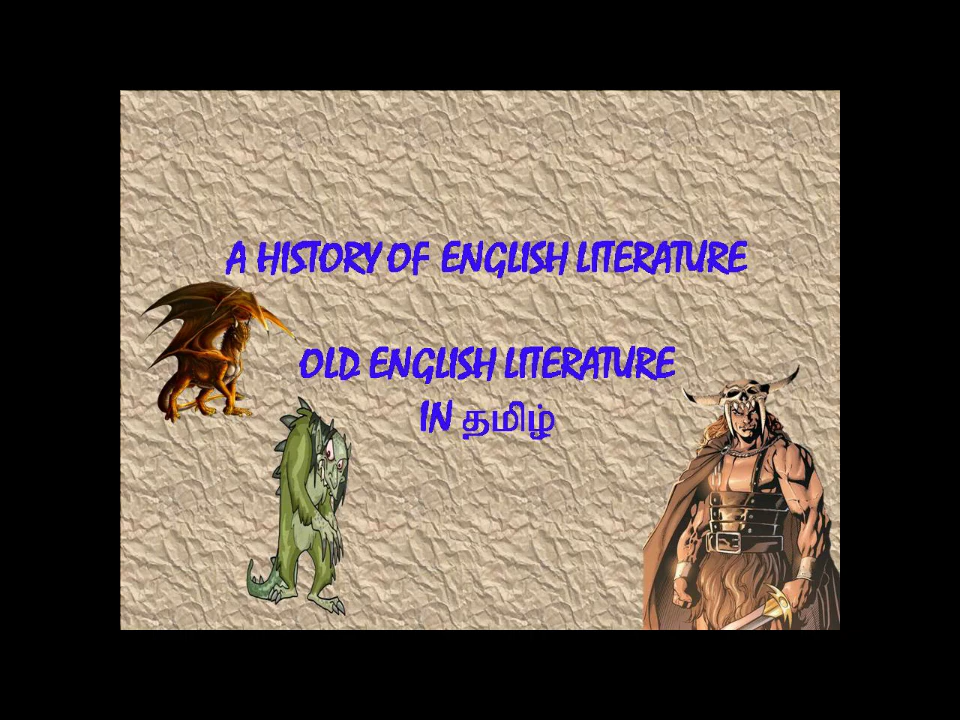 A HISTORY OF ENGLISH LITERATURE
OLD ENGLISH LITERATURE
IN தமிழ்